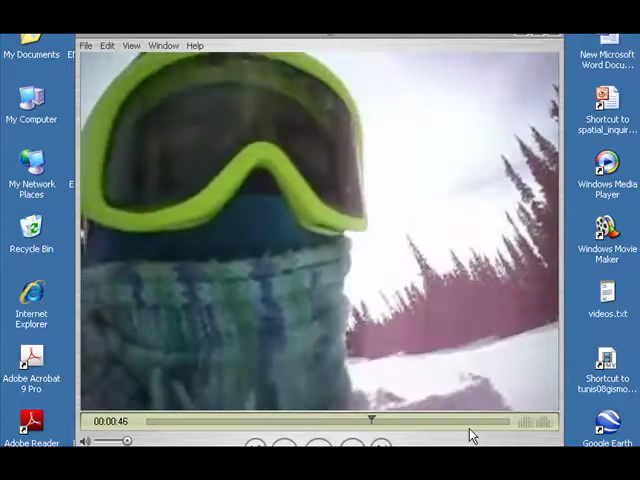 File Edit View Window Help
My Documents
My Computer
My Network
Places
Recycle Bin
Internet
Explorer
Adobe Acrobat
9 Pro
Adobe Reader
00:00:46
New Microsoft
Word Docu...
Shortcut to
spatial_inquir...
Windows Media
Player
Windows Movie
Maker
videos.txt
Shortcut to
tunis08gismo...
Google Earth